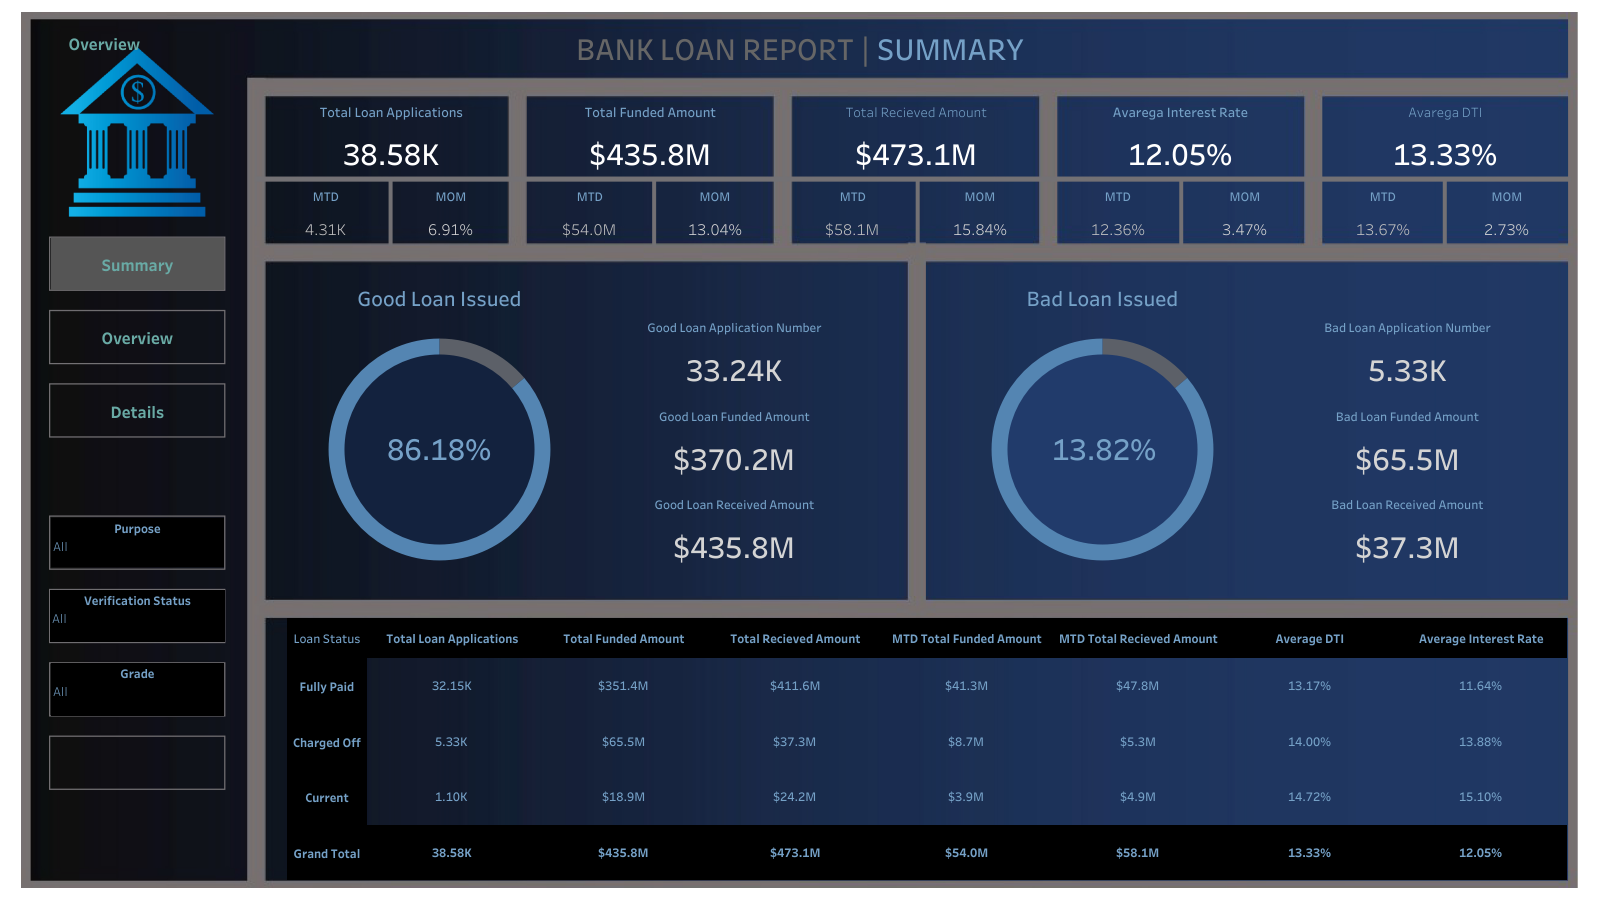 Overview
BANK LOAN REPORT | SUMMARY
$
Total Loan Applications
38.58K
MTD MOM
4.31K 6.91%
Total Funded Amount
$435.8M
MTD MOM
$54.0M 13.04%
Total Recieved Amount
$473.1M
MTD MOM
$58.1M 15.84%
Avarega Interest Rate
12.05%
MTD MOM
12.36% 3.47%
Avarega DTI
13.33%
MTD MOM
13.67% 2.73%
Summary
Overview
Details
Purpose
All
Verification Status
All
Grade
All
Good Loan Issued
86.18%
Good Loan Application Number
33.24K
Good Loan Funded Amount
$370.2M
Good Loan Received Amount
$435.8M
Bad Loan Issued
13.82%
Bad Loan Application Number
5.33K
Bad Loan Funded Amount
$65.5M
Bad Loan Received Amount
$37.3M
Loan Status Total Loan Applications Total Funded Amount Total Recieved Amount MTD Total Funded Amount MTD Total Recieved Amount Average DTI Average Interest Rate
Fully Paid 32.15K $351.4M $411.6M $41.3M $47.8M 13.17% 11.64%
Charged Off 5.33K $65.5M $37.3M $8.7M $5.3M 14.00% 13.88%
Current 1.10K $18.9M $24.2M $3.9M $4.9M 14.72% 15.10%
Grand Total 38.58K $435.8M $473.1M $54.0M $58.1M 13.33% 12.05%